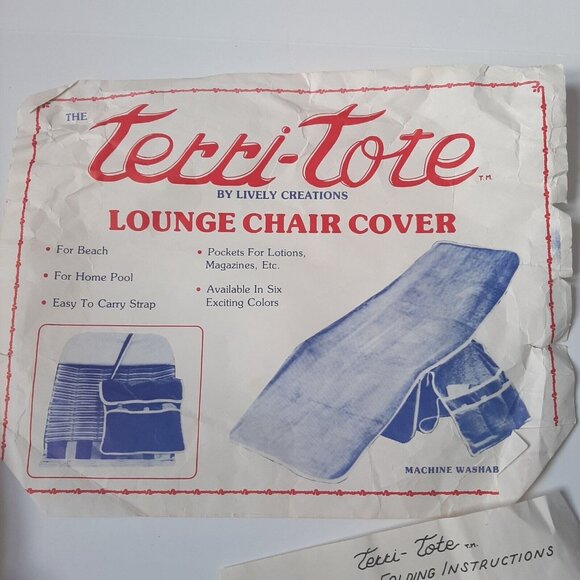 THE
Terri-Tote T.M.
BY LIVELY CREATIONS
LOUNGE CHAIR COVER
• For Beach
• For Home Pool
• Easy To Carry Strap
• Pockets For Lotions,
Magazines, Etc.
• Available In Six
Exciting Colors
MACHINE WASHAB
Terri-Tote T.M.
FOLDING INSTRUCTIONS